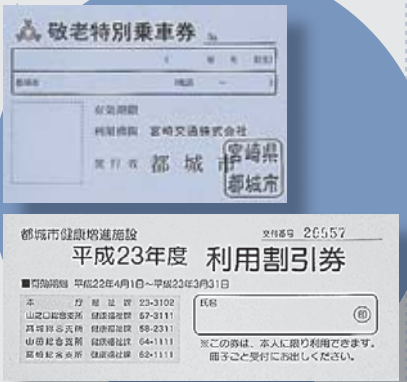 敬老特別乗車券 №
有効期限
利用機関 宮崎交通株式会社
発行者 都城市
宮崎県
都城市
都城市健康増進施設
交付番号 26557
平成23年度 利用割引券
■有効期間 平成22年4月1日～平成23年3月31日
本庁 福祉課 23-3102
山之口総合支所 健康福祉課 57-3111
高城総合支所 健康福祉課 58-2311
山田総合支所 健康福祉課 64-1111
高崎総合支所 健康福祉課 62-1111
氏名
印
※この券は、本人に限り利用できます。
冊子ごと受付にお出しください。